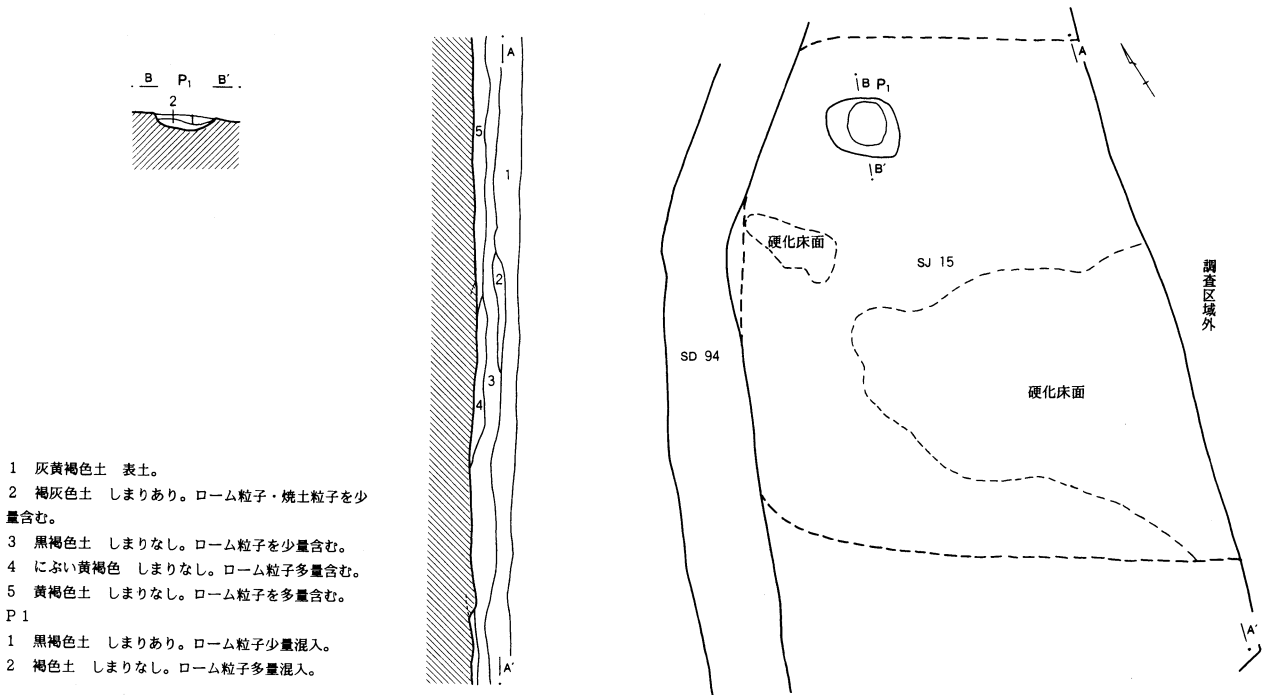 B P1 B′
2
A
5
1
2
3
4
A′
1 灰黄褐色土 表土。
2 褐灰色土 しまりあり。ローム粒子・焼土粒子を少
量含む。
3 黒褐色土 しまりなし。ローム粒子を少量含む。
4 にぶい黄褐色 しまりなし。ローム粒子多量含む。
5 黄褐色土 しまりなし。ローム粒子を多量含む。
P1
1 黒褐色土 しまりあり。ローム粒子少量混入。
2 褐色土 しまりなし。ローム粒子多量混入。
A
B P1
B′
硬化床面
SJ 15
調査区域外
SD 94
硬化床面
A′